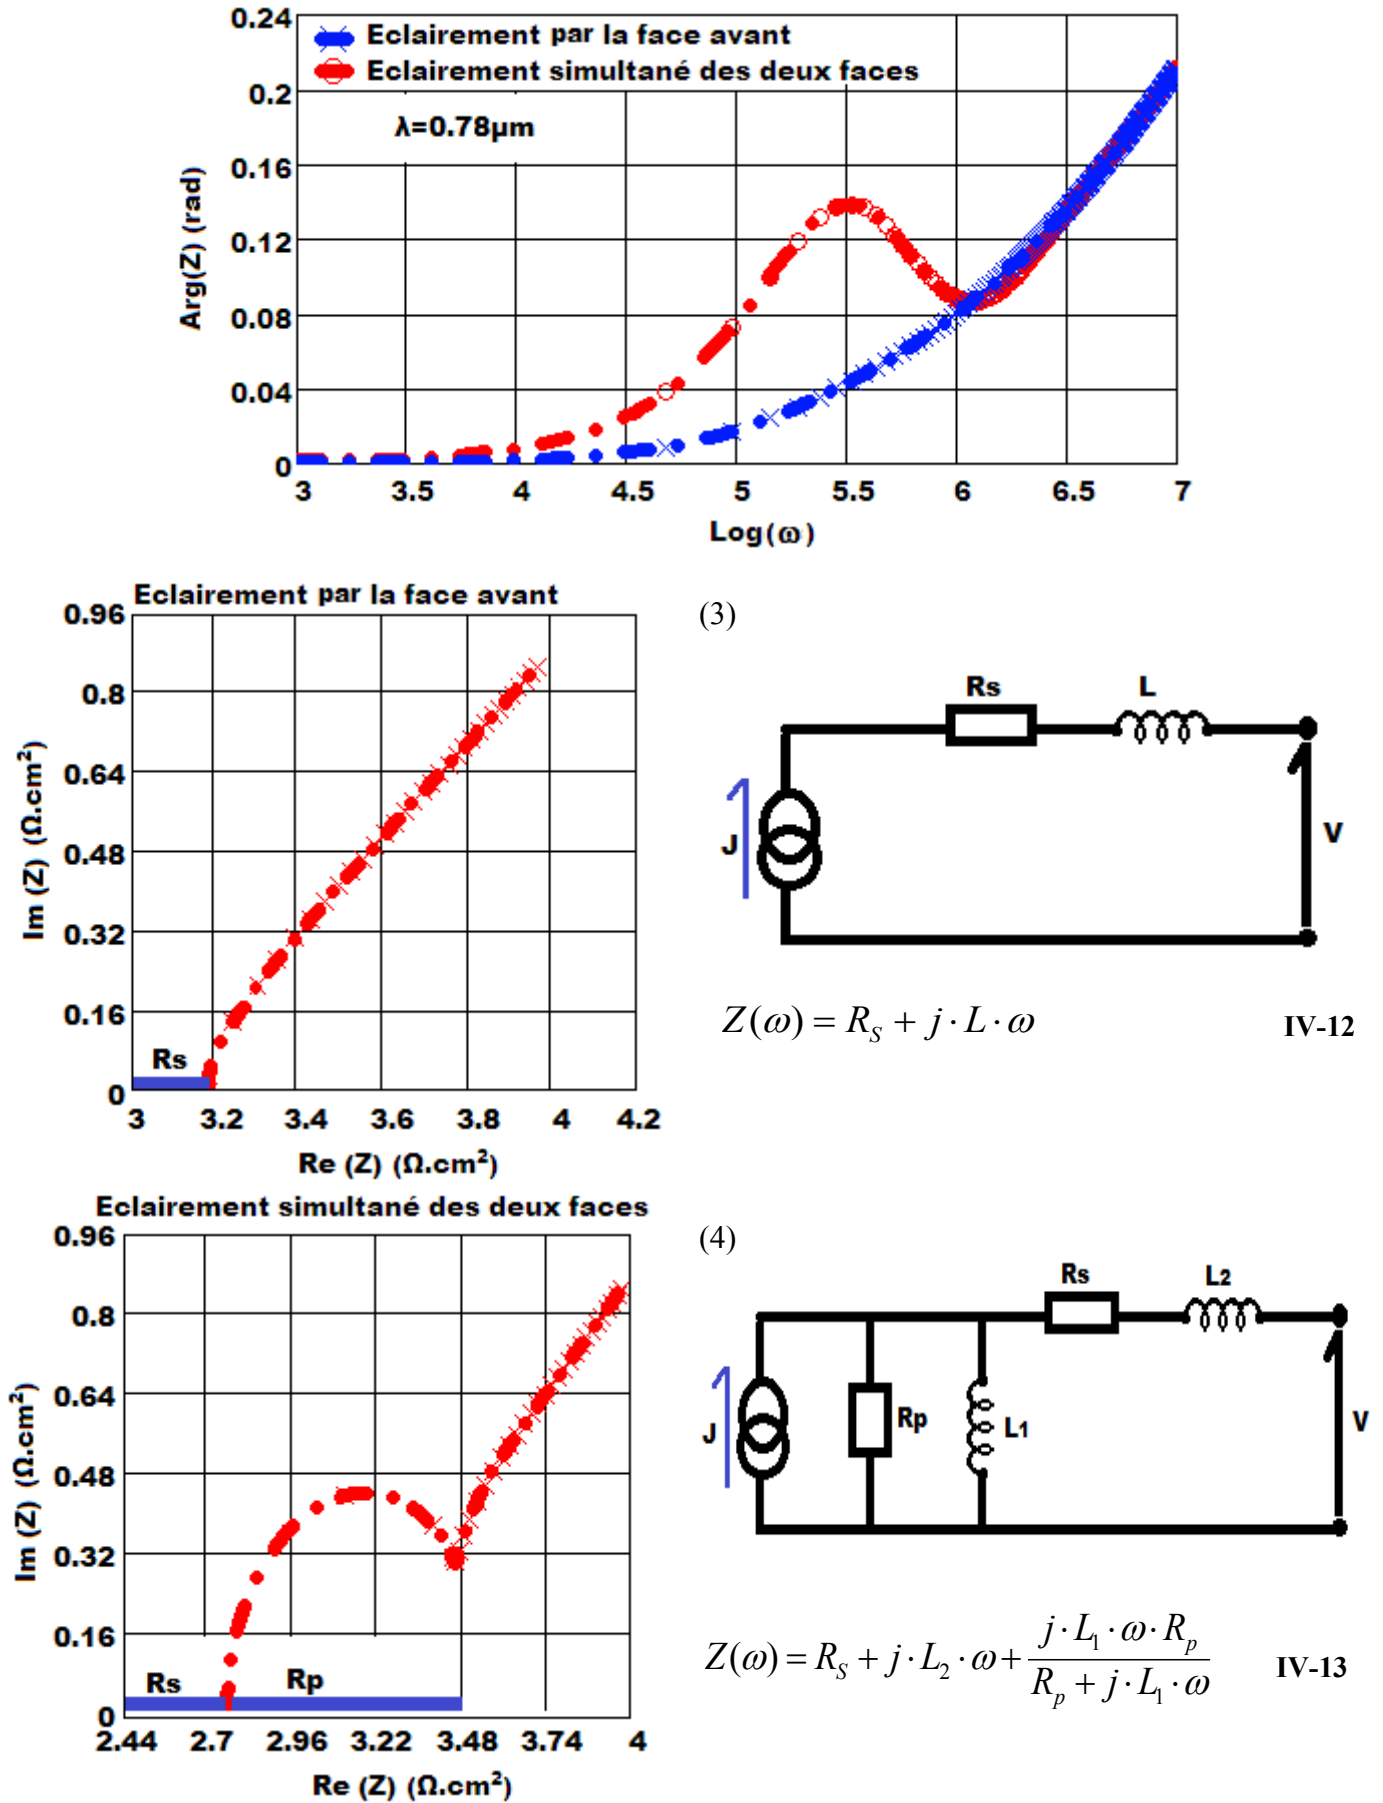 0.24
Eclairement par la face avant
Eclairement simultané des deux faces
0.2
λ=0.78µm
0.16
0.12
0.08
0.04
0
Arg(Z) (rad)
3 3.5 4 4.5 5 5.5 6 6.5 7
Log(ω)
Eclairement par la face avant
0.96
0.8
0.64
0.48
0.32
0.16
0
Im (Z) (Ω.cm²)
Rs
3 3.2 3.4 3.6 3.8 4 4.2
Re (Z) (Ω.cm²)
(3)
Rs L
J
V
Z(ω) = R_S + j · L · ω IV-12
Eclairement simultané des deux faces
0.96
0.8
0.64
0.48
0.32
0.16
0
Im (Z) (Ω.cm²)
Rs Rp
2.44 2.7 2.96 3.22 3.48 3.74 4
Re (Z) (Ω.cm²)
(4)
Rs L2
J
Rp
L1
V
Z(ω) = R_S + j · L_2 · ω + (j · L_1 · ω · R_p) / (R_p + j · L_1 · ω) IV-13